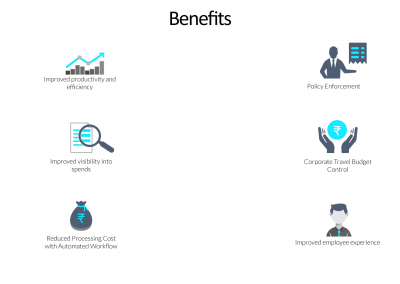 Benefits
Improved productivity and
efficiency
Policy Enforcement
Improved visibility into
spends
Corporate Travel Budget
Control
Reduced Processing Cost
with Automated Workflow
Improved employee experience